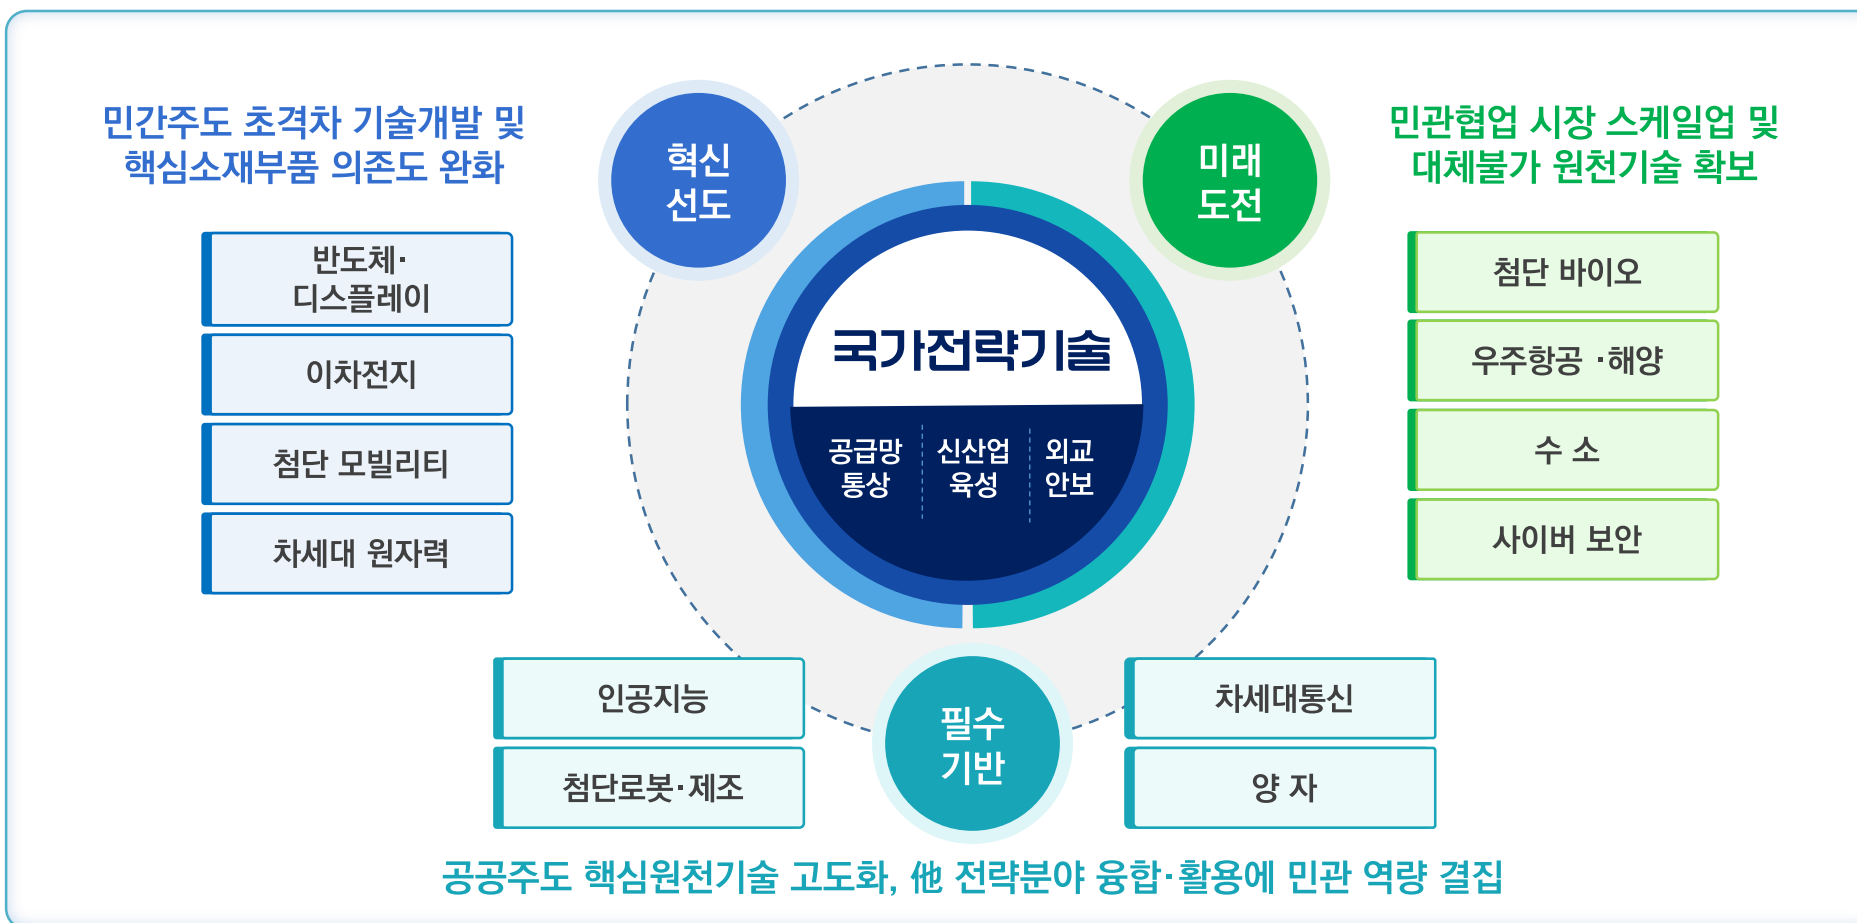 민간주도 초격차 기술개발 및
핵심소재부품 의존도 완화
반도체·
디스플레이
이차전지
첨단 모빌리티
차세대 원자력
혁신
선도
미래
도전
민관협업 시장 스케일업 및
대체불가 원천기술 확보
첨단 바이오
우주항공 ·해양
수 소
사이버 보안
국가전략기술
공급망
통상
신산업
육성
외교
안보
필수
기반
인공지능
첨단로봇·제조
차세대통신
양 자
공공주도 핵심원천기술 고도화, 他 전략분야 융합·활용에 민관 역량 결집